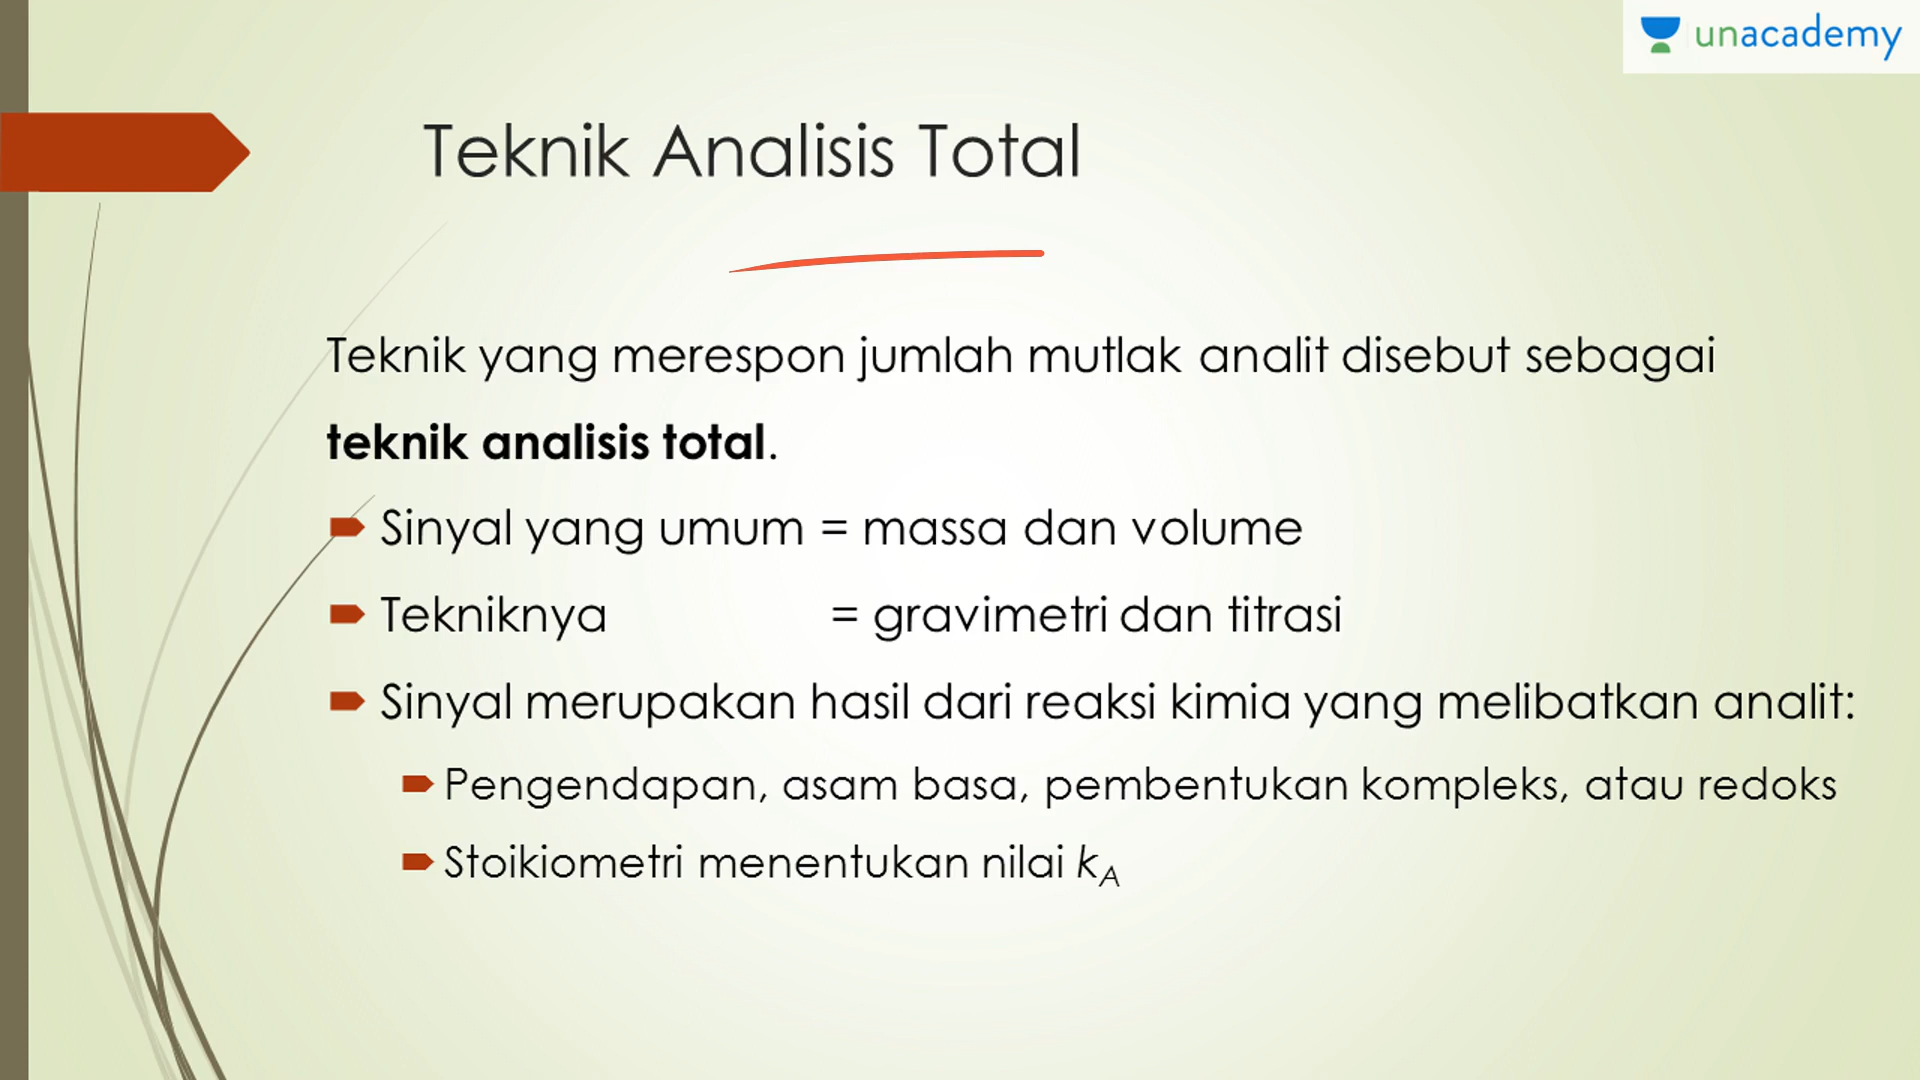 unacademy
Teknik Analisis Total
Teknik yang merespon jumlah mutlak analit disebut sebagai
teknik analisis total.
Sinyal yang umum = massa dan volume
Tekniknya = gravimetri dan titrasi
Sinyal merupakan hasil dari reaksi kimia yang melibatkan analit:
Pengendapan, asam basa, pembentukan kompleks, atau redoks
Stoikiometri menentukan nilai k_A